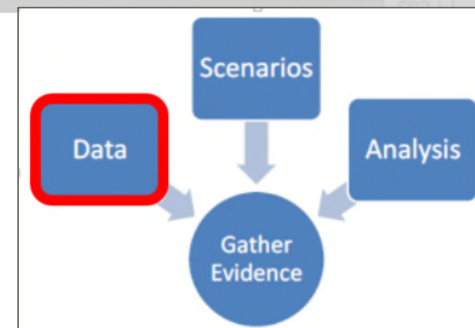 Scenarios
Data
Analysis
Gather
Evidence